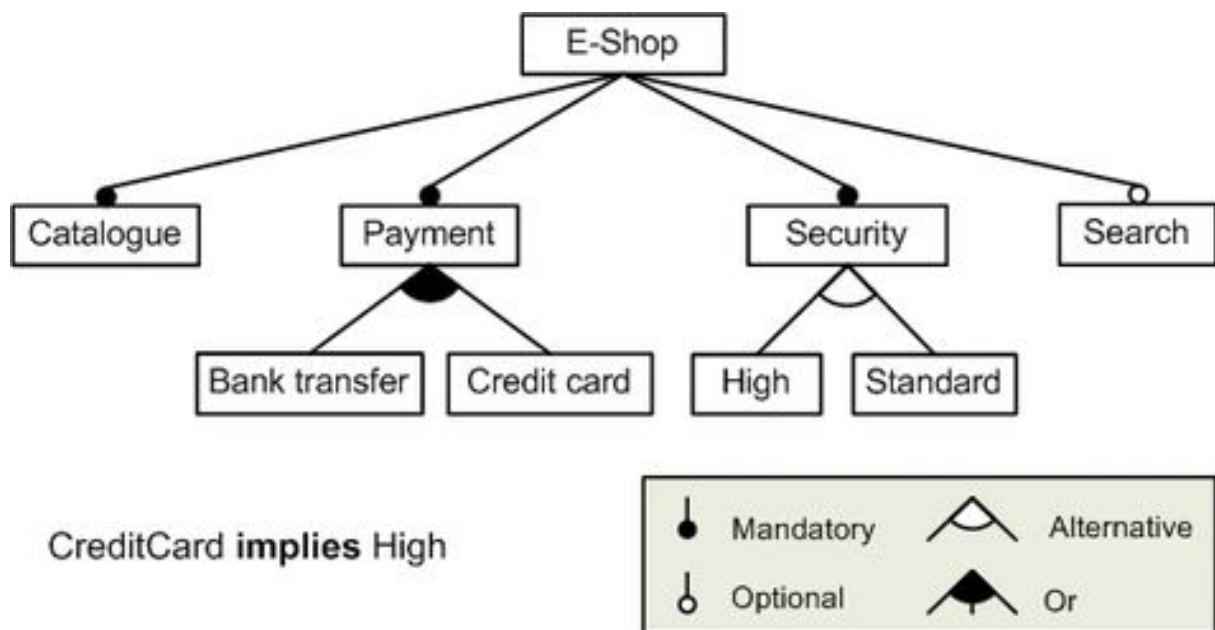 E-Shop
Catalogue
Payment
Security
Search
Bank transfer
Credit card
High
Standard
CreditCard implies High
Mandatory
Alternative
Optional
Or